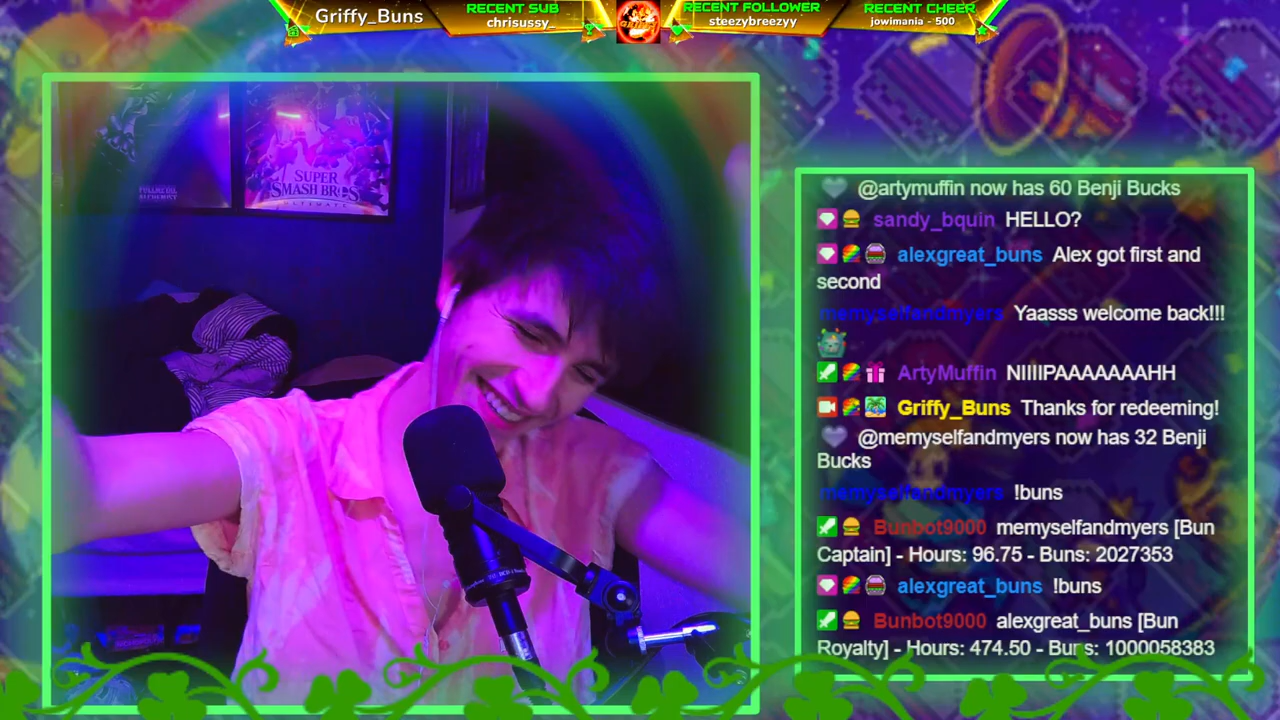 Griffy_Buns
RECENT SUB
chrisussy_
RECENT FOLLOWER
steezybreezyy
RECENT CHEER
jowimania - 500
FULLMETAL
ALCHEMIST
SUPER
SMASH BROS
ULTIMATE
@artymuffin now has 60 Benji Bucks
sandy_bquin HELLO?
alexgreat_buns Alex got first and
second
memyselfandmyers Yaasss welcome back!!!
ArtyMuffin NIIIIPAAAAAAAHH
Griffy_Buns Thanks for redeeming!
@memyselfandmyers now has 32 Benji
Bucks
memyselfandmyers !buns
Bunbot9000 memyselfandmyers [Bun
Captain] - Hours: 96.75 - Buns: 2027353
alexgreat_buns !buns
Bunbot9000 alexgreat_buns [Bun
Royalty] - Hours: 474.50 - Buns: 1000058383